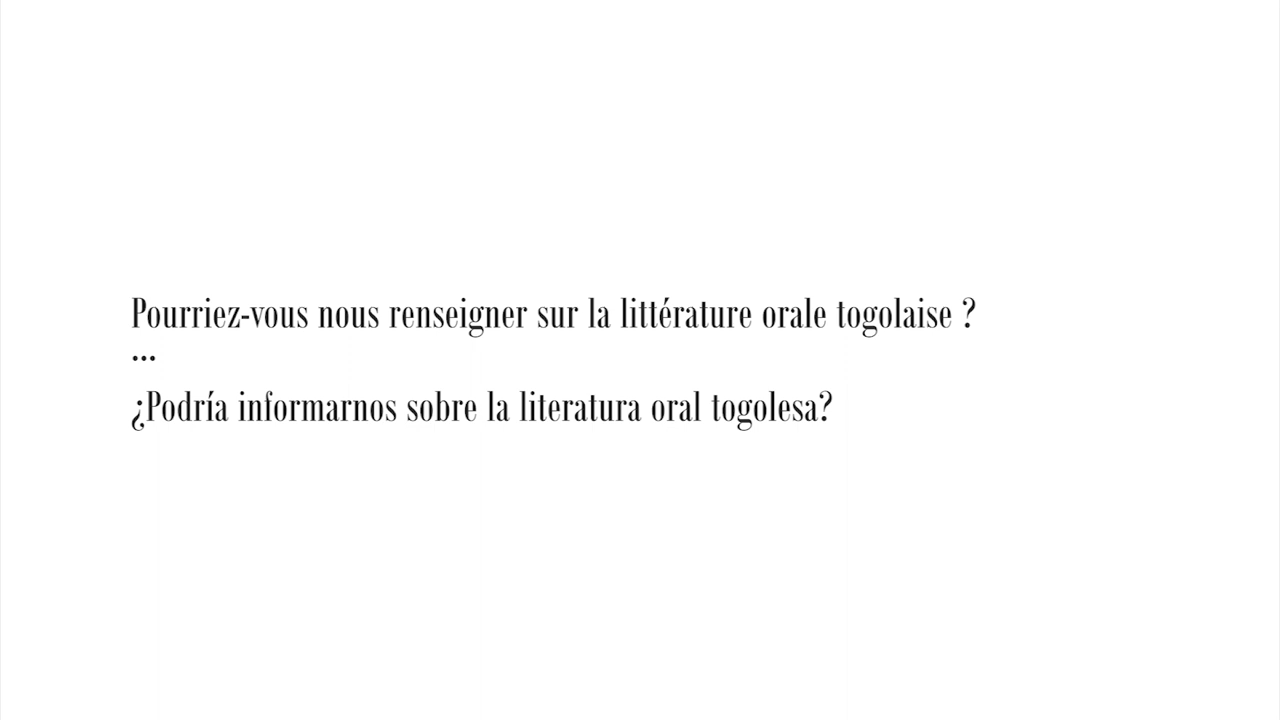 Pourriez-vous nous renseigner sur la littérature orale togolaise ?
...
¿Podría informarnos sobre la literatura oral togolesa?